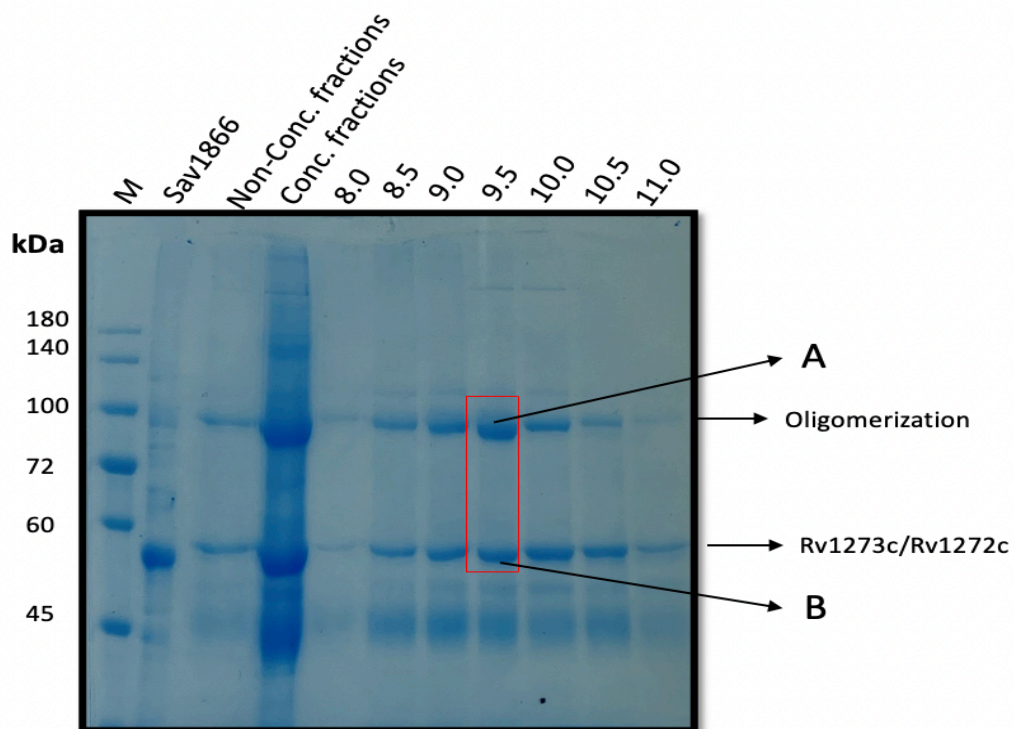 M
Sav1866
Non-Conc. fractions
Conc. fractions
8.0
8.5
9.0
9.5
10.0
10.5
11.0
kDa
180
140
100
72
60
45
A
Oligomerization
Rv1273c/Rv1272c
B